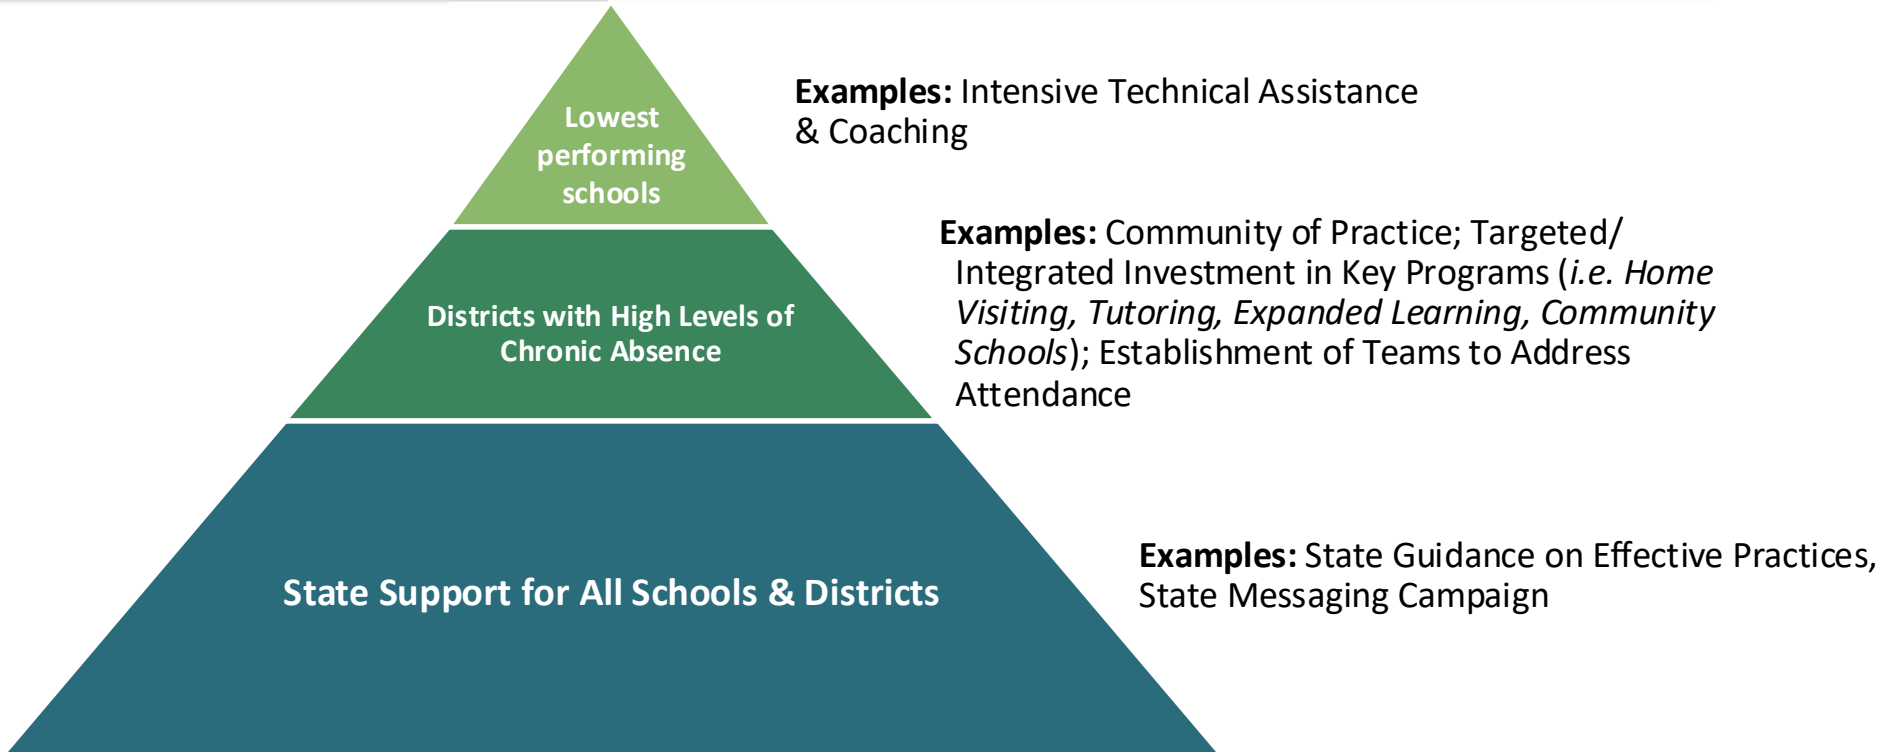 Lowest
performing
schools
Examples: Intensive Technical Assistance
& Coaching
Districts with High Levels of
Chronic Absence
Examples: Community of Practice; Targeted/
Integrated Investment in Key Programs (i.e. Home
Visiting, Tutoring, Expanded Learning, Community
Schools); Establishment of Teams to Address
Attendance
State Support for All Schools & Districts
Examples: State Guidance on Effective Practices,
State Messaging Campaign